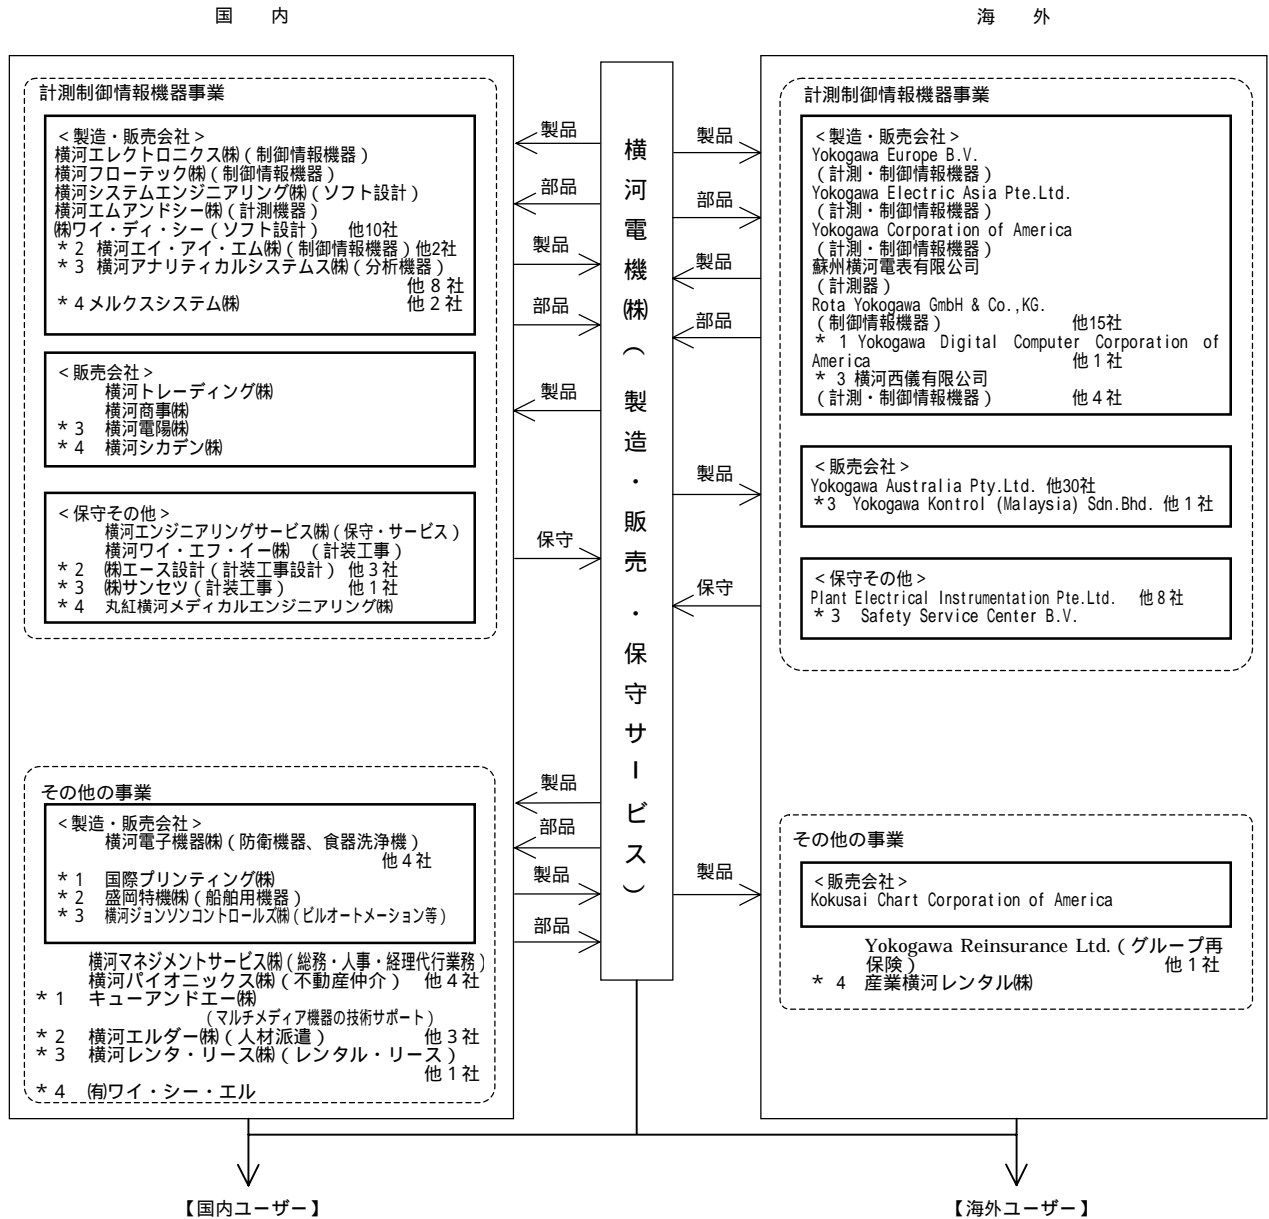 国　内
計測制御情報機器事業
＜製造・販売会社＞
横河エレクトロニクス㈱（制御情報機器）
横河フローテック㈱（制御情報機器）
横河システムエンジニアリング㈱（ソフト設計）
横河エムアンドシー㈱（計測機器）
㈱ワイ・ディ・シー（ソフト設計）　他10社
＊2 横河エイ・アイ・エム㈱（制御情報機器）他2社
＊3 横河アナリティカルシステムス㈱（分析機器）
他８社
＊4メルクスシステム㈱　他２社
＜販売会社＞
横河トレーディング㈱
横河商事㈱
＊3　横河電陽㈱
＊4　横河シカデン㈱
＜保守その他＞
横河エンジニアリングサービス㈱（保守・サービス）
横河ワイ・エフ・イー㈱　（計装工事）
＊2　㈱エース設計（計装工事設計）他３社
＊3　㈱サンセツ（計装工事）　他１社
＊4　丸紅横河メディカルエンジニアリング㈱
その他の事業
＜製造・販売会社＞
横河電子機器㈱（防衛機器、食器洗浄機）
他４社
＊1　国際プリンティング㈱
＊2　盛岡特機㈱（船舶用機器）
＊3　横河ジョンソンコントロールズ㈱（ビルオートメーション等）
横河マネジメントサービス㈱（総務・人事・経理代行業務）
横河パイオニックス㈱（不動産仲介）　他４社
＊1　キューアンドエー㈱
（マルチメディア機器の技術サポート）
＊2　横河エルダー㈱（人材派遣）　他３社
＊3　横河レンタ・リース㈱（レンタル・リース）
他１社
＊4　㈲ワイ・シー・エル
製品
部品
製品
部品
製品
保守
製品
部品
製品
部品
横河電機㈱（製造・販売・保守サービス）
製品
部品
製品
部品
製品
保守
製品
海　外
計測制御情報機器事業
＜製造・販売会社＞
Yokogawa Europe B.V.
（計測・制御情報機器）
Yokogawa Electric Asia Pte.Ltd.
（計測・制御情報機器）
Yokogawa Corporation of America
（計測・制御情報機器）
蘇州横河電表有限公司
（計測器）
Rota Yokogawa GmbH & Co.,KG.
（制御情報機器）　他15社
＊1 Yokogawa Digital Computer Corporation of
America　他１社
＊3 横河西儀有限公司
（計測・制御情報機器）　他４社
＜販売会社＞
Yokogawa Australia Pty.Ltd. 他30社
＊3 Yokogawa Kontrol (Malaysia) Sdn.Bhd. 他１社
＜保守その他＞
Plant Electrical Instrumentation Pte.Ltd.　他８社
＊3　Safety Service Center B.V.
その他の事業
＜販売会社＞
Kokusai Chart Corporation of America
Yokogawa Reinsurance Ltd.（グループ再
保険）　他１社
＊ 4　産業横河レンタル㈱
【国内ユーザー】
【海外ユーザー】